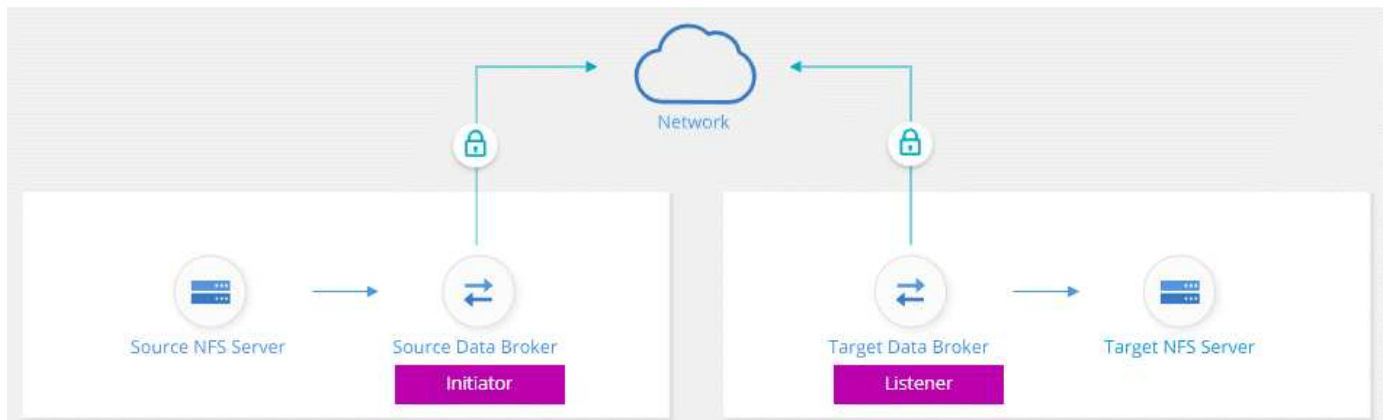 Network
Source NFS Server
Source Data Broker
Target Data Broker
Target NFS Server
Initiator
Listener